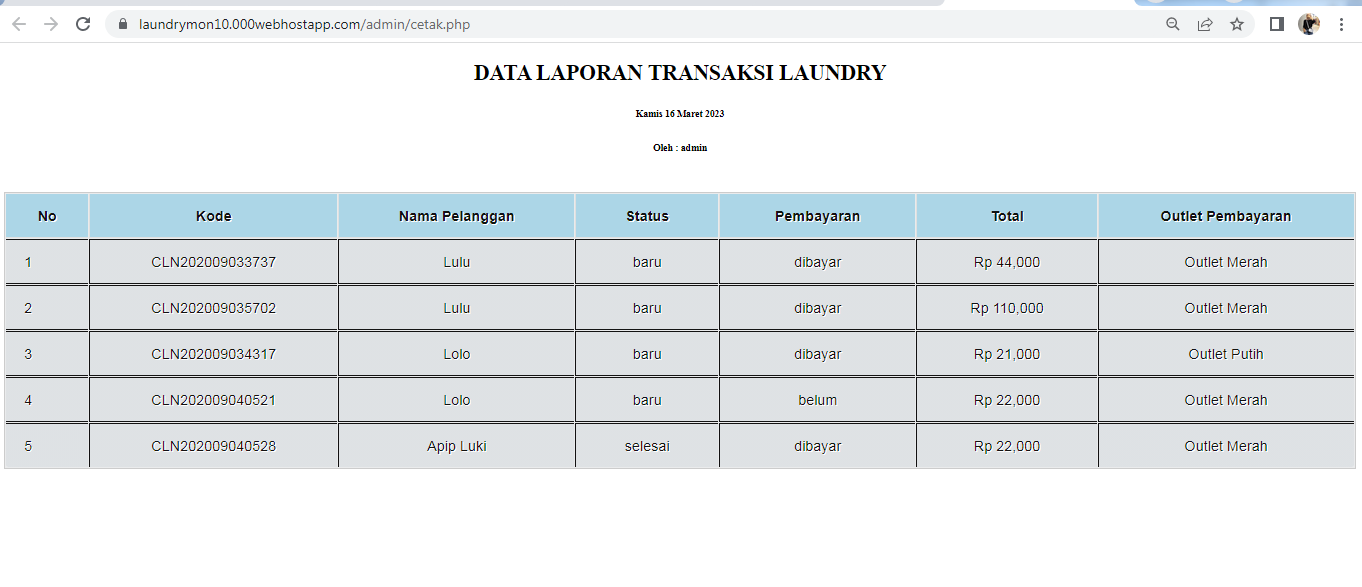 laundrymon10.000webhostapp.com/admin/cetak.php
DATA LAPORAN TRANSAKSI LAUNDRY
Kamis 16 Maret 2023
Oleh : admin
No Kode Nama Pelanggan Status Pembayaran Total Outlet Pembayaran
1 CLN202009033737 Lulu baru dibayar Rp 44,000 Outlet Merah
2 CLN202009035702 Lulu baru dibayar Rp 110,000 Outlet Merah
3 CLN202009034317 Lolo baru dibayar Rp 21,000 Outlet Putih
4 CLN202009040521 Lolo baru belum Rp 22,000 Outlet Merah
5 CLN202009040528 Apip Luki selesai dibayar Rp 22,000 Outlet Merah